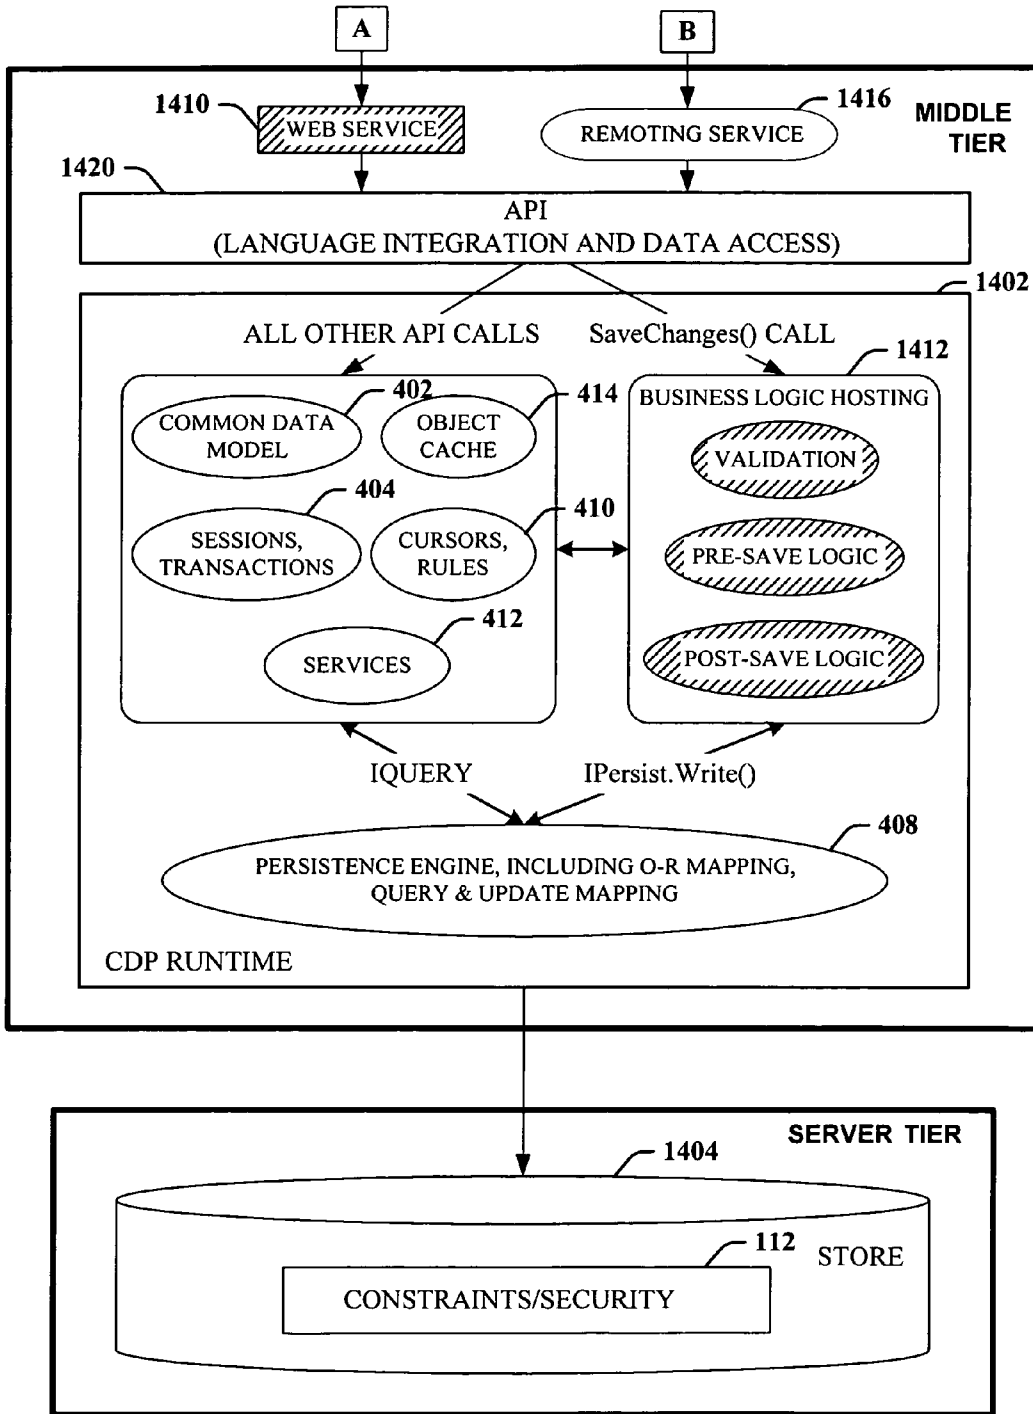 A
B
1410
1416
MIDDLE
TIER
WEB SERVICE
REMOTING SERVICE
1420
API
(LANGUAGE INTEGRATION AND DATA ACCESS)
1402
ALL OTHER API CALLS
SaveChanges() CALL
1412
402
414
BUSINESS LOGIC HOSTING
COMMON DATA
MODEL
OBJECT
CACHE
VALIDATION
404
410
SESSIONS,
TRANSACTIONS
CURSORS,
RULES
PRE-SAVE LOGIC
412
SERVICES
POST-SAVE LOGIC
IQUERY
IPersist.Write()
408
PERSISTENCE ENGINE, INCLUDING O-R MAPPING,
QUERY & UPDATE MAPPING
CDP RUNTIME
SERVER TIER
1404
112
STORE
CONSTRAINTS/SECURITY